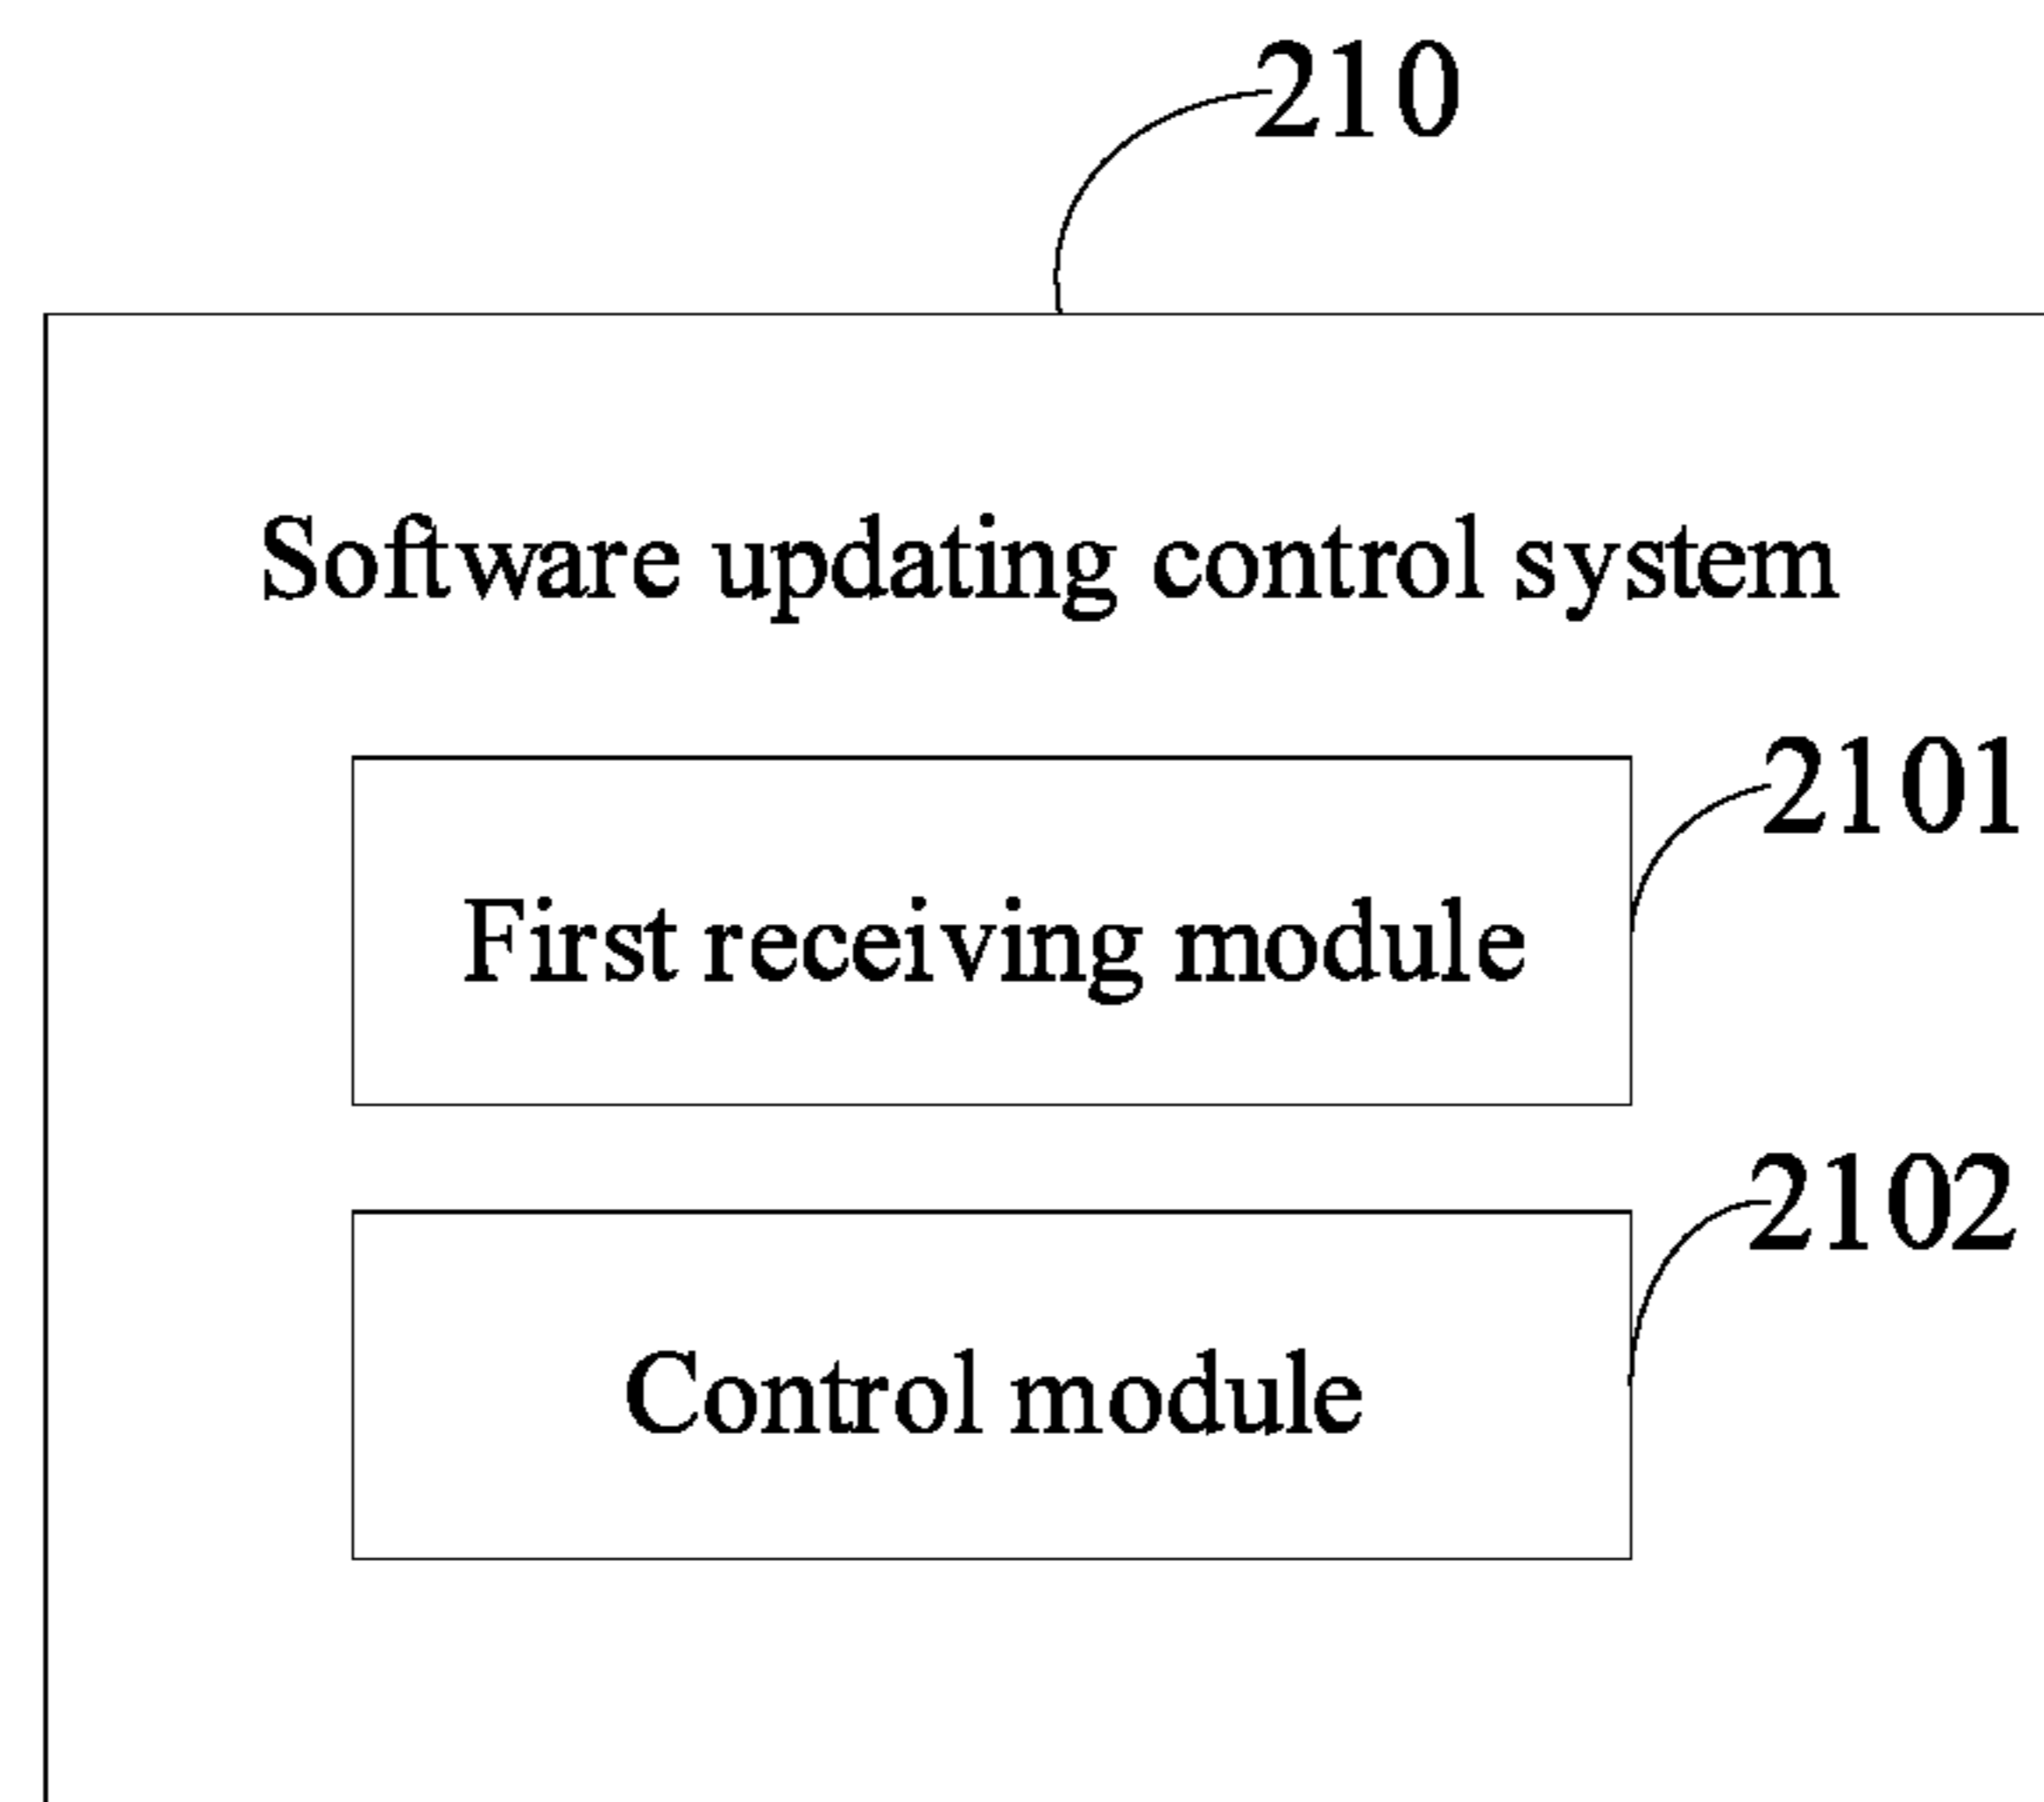 210
Software updating control system
2101
First receiving module
2102
Control module